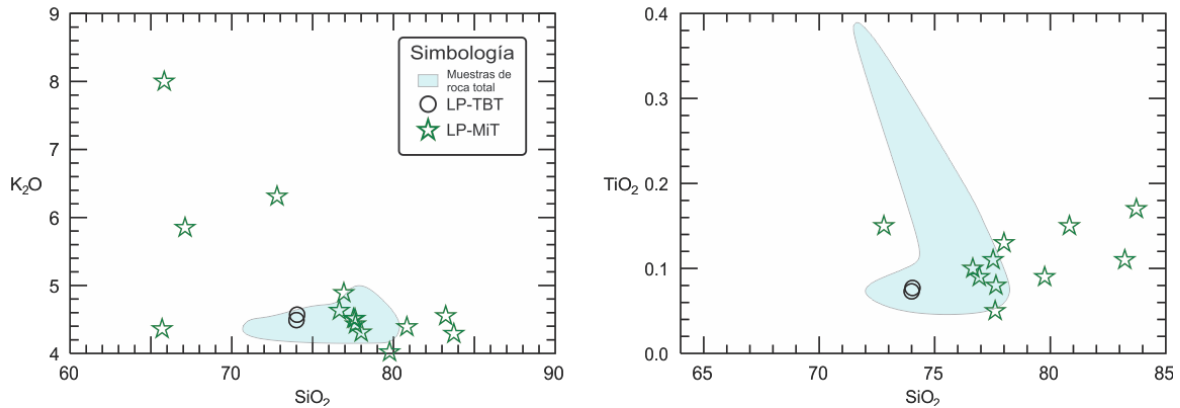 9
8
7
6
5
4
K₂O
60
70
80
90
SiO₂
Simbología
Muestras de
roca total
LP-TBT
LP-MiT
0.4
0.3
0.2
0.1
0.0
TiO₂
65
70
75
80
85
SiO₂